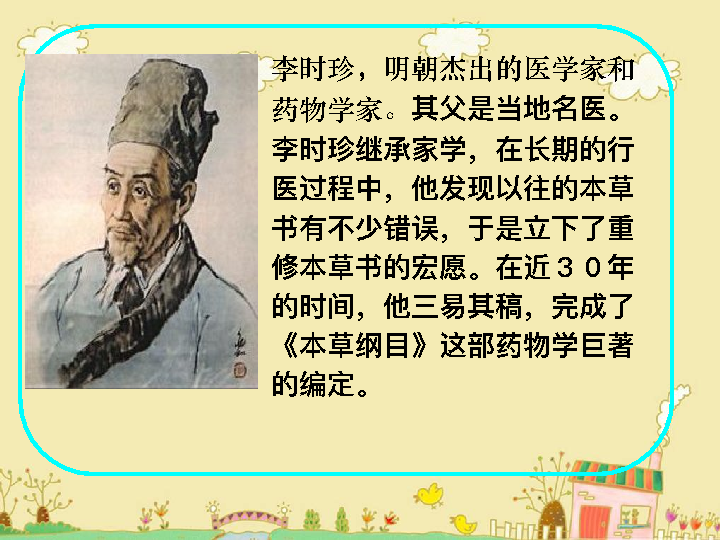 李时珍，明朝杰出的医学家和
药物学家。其父是当地名医。
李时珍继承家学，在长期的行
医过程中，他发现以往的本草
书有不少错误，于是立下了重
修本草书的宏愿。在近３０年
的时间，他三易其稿，完成了
《本草纲目》这部药物学巨著
的编定。